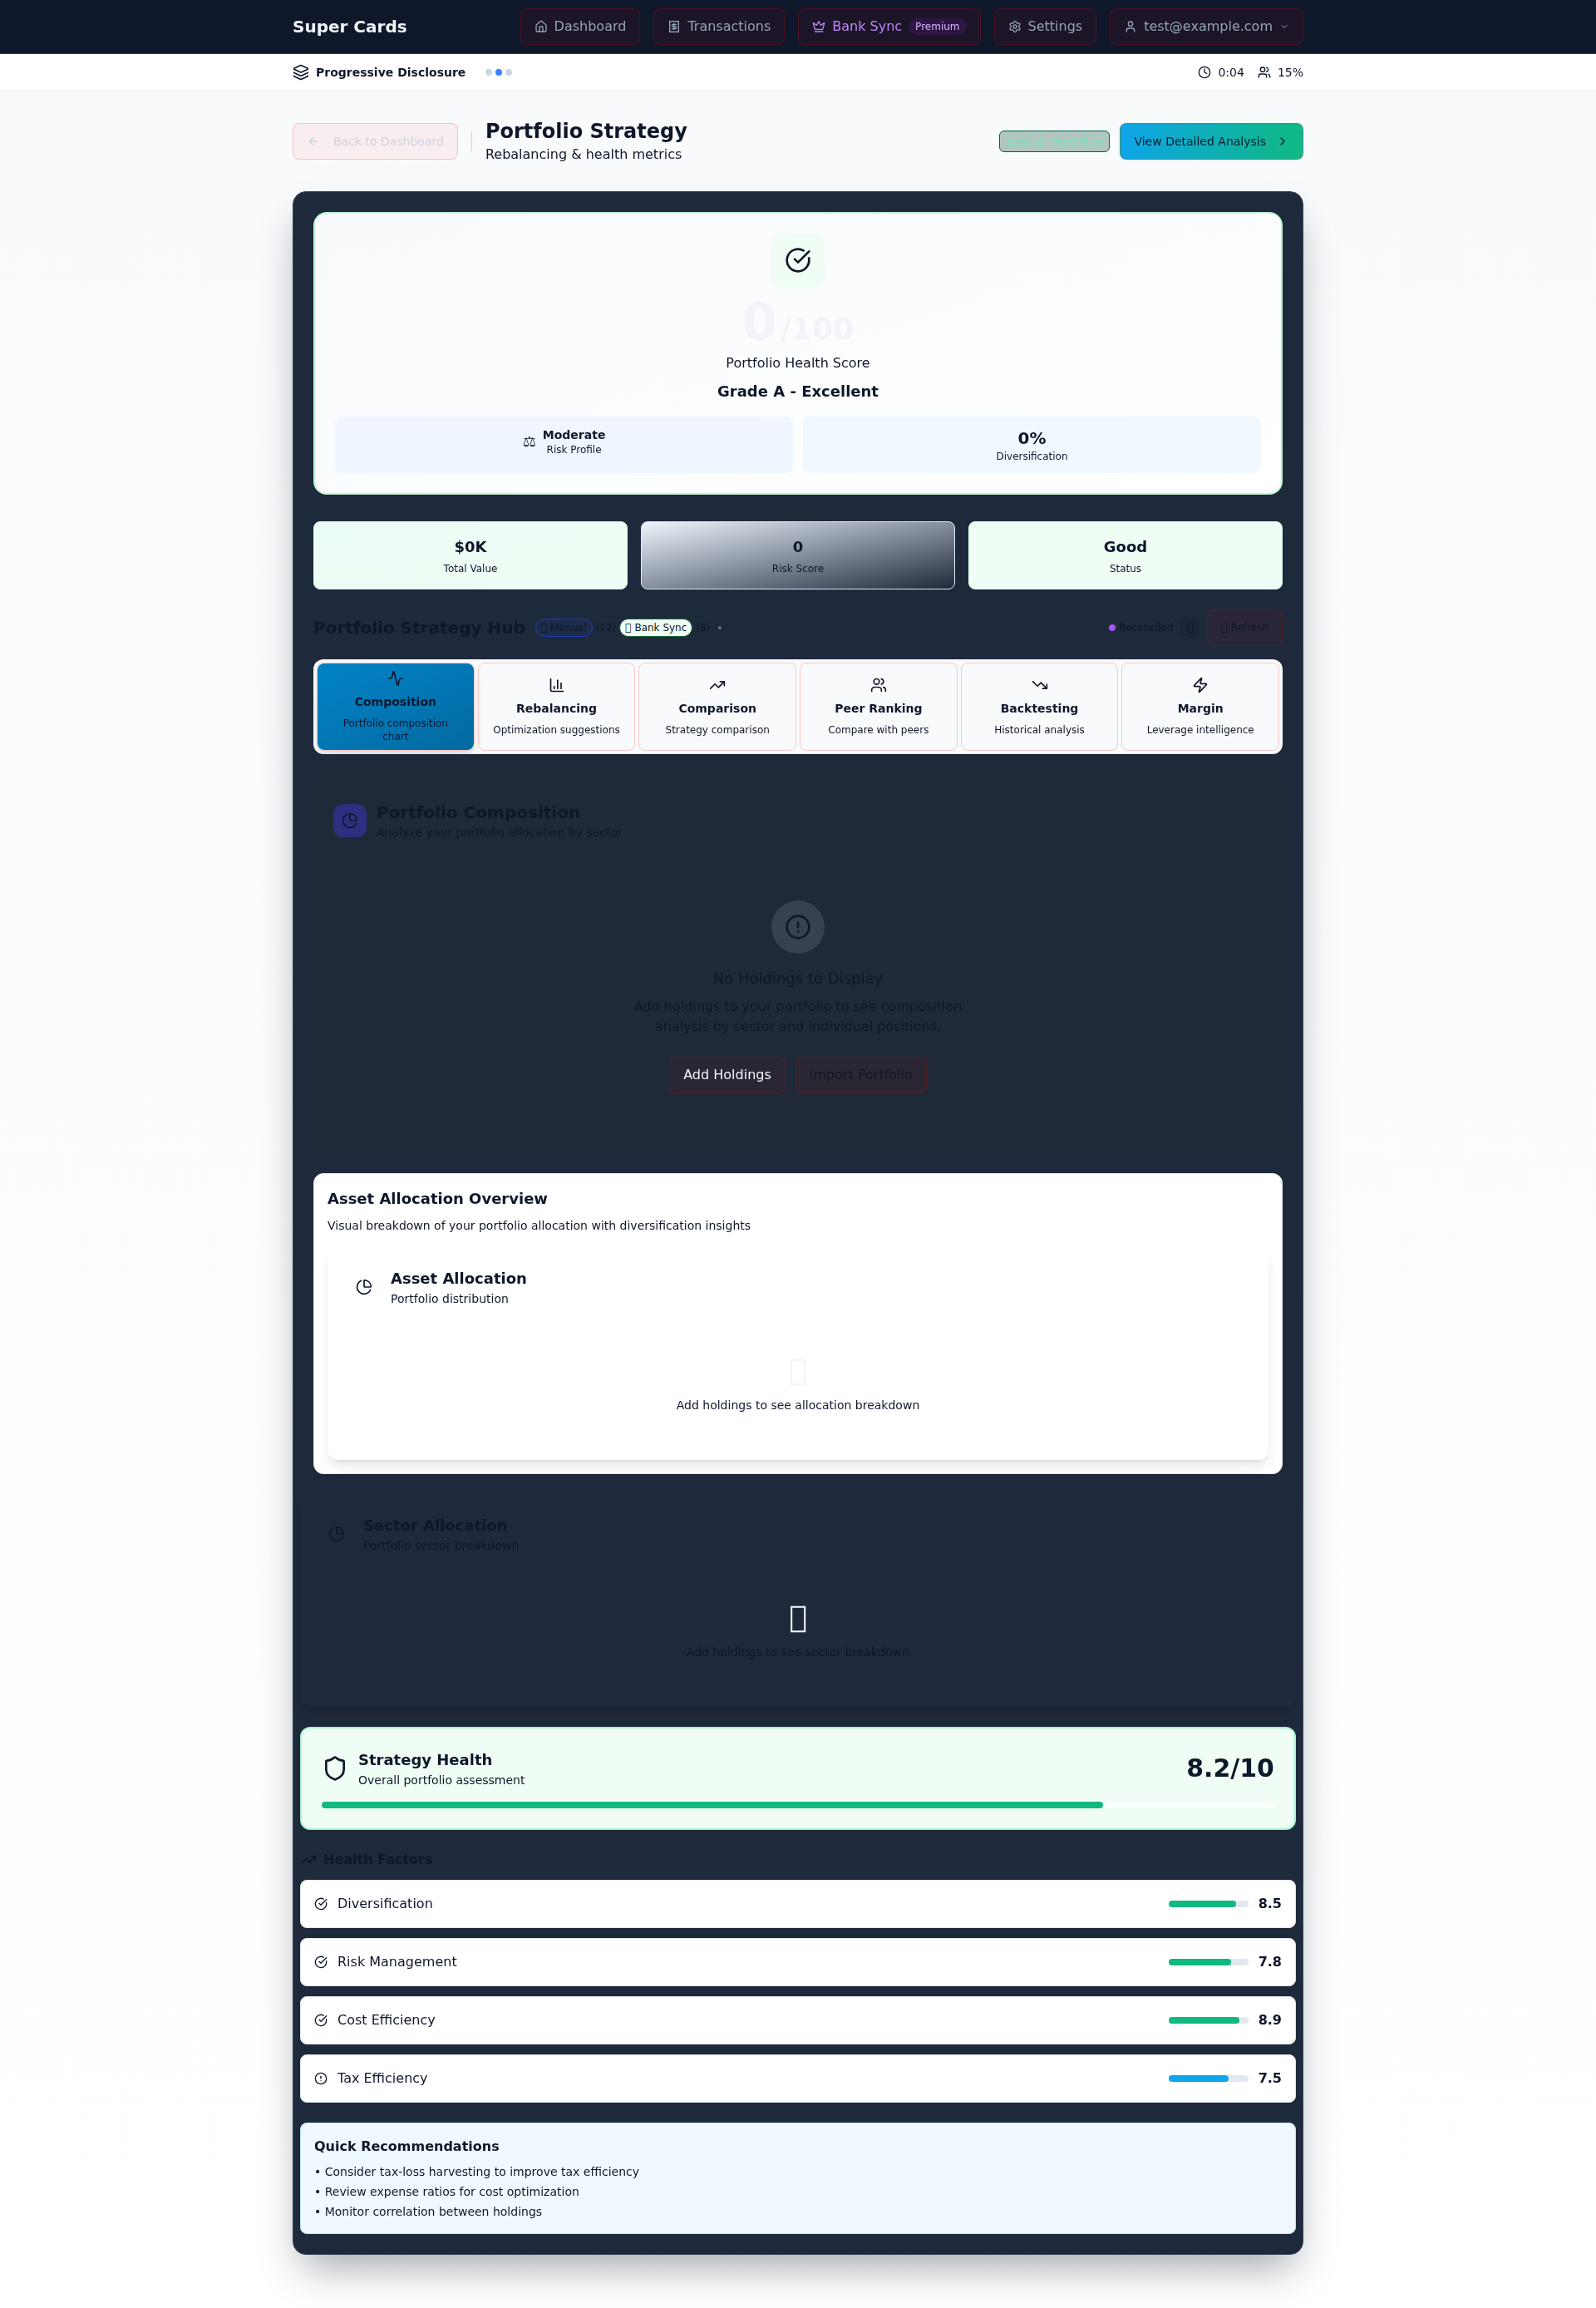 Super Cards
Dashboard
Transactions
Bank Sync Premium
Settings
test@example.com
Progressive Disclosure
0:04
15%
Back to Dashboard
Portfolio Strategy
Rebalancing & health metrics
View Detailed Analysis
0/100
Portfolio Health Score
Grade A - Excellent
Moderate
Risk Profile
0%
Diversification
$0K
Total Value
0
Risk Score
Good
Status
Portfolio Strategy Hub
Manual (12)
Bank Sync (8) •
Reconciled
Refresh
Composition
Portfolio composition
chart
Rebalancing
Optimization suggestions
Comparison
Strategy comparison
Peer Ranking
Compare with peers
Backtesting
Historical analysis
Margin
Leverage intelligence
Portfolio Composition
Analyze your portfolio allocation by sector
No Holdings to Display
Add holdings to your portfolio to see composition
analysis by sector and individual positions.
Add Holdings
Import Portfolio
Asset Allocation Overview
Visual breakdown of your portfolio allocation with diversification insights
Asset Allocation
Portfolio distribution
Add holdings to see allocation breakdown
Sector Allocation
Portfolio sector breakdown
Add holdings to see sector breakdown
Strategy Health
Overall portfolio assessment
8.2/10
Health Factors
Diversification
8.5
Risk Management
7.8
Cost Efficiency
8.9
Tax Efficiency
7.5
Quick Recommendations
• Consider tax-loss harvesting to improve tax efficiency
• Review expense ratios for cost optimization
• Monitor correlation between holdings